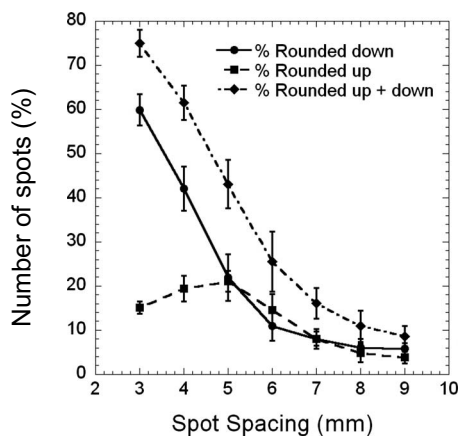 80
70
60
50
40
30
20
10
0
Number of spots (%)
% Rounded down
% Rounded up
% Rounded up + down
2 3 4 5 6 7 8 9 10
Spot Spacing (mm)